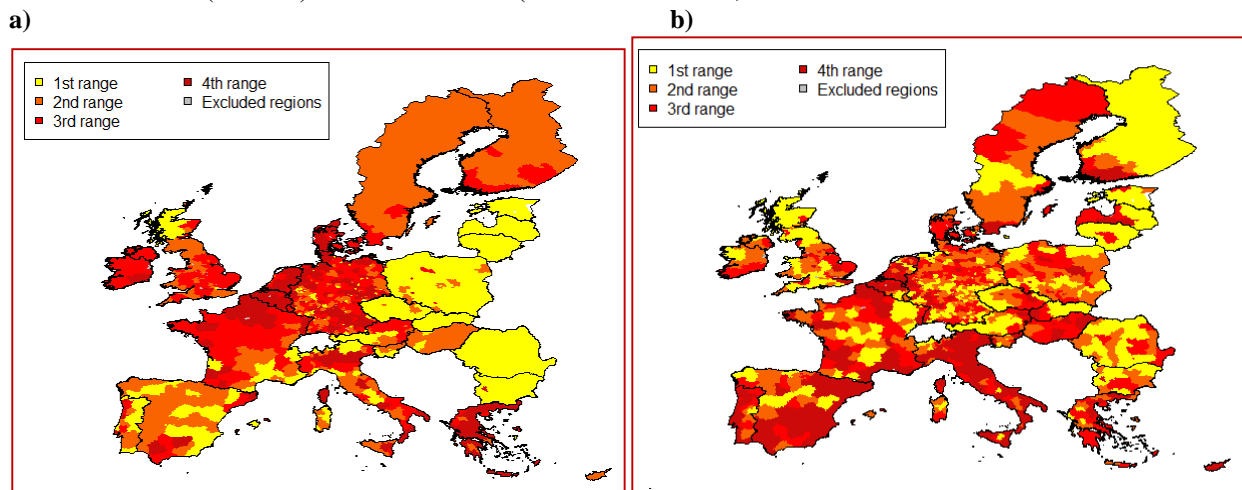 a)
b)
1st range
2nd range
3rd range
4th range
Excluded regions
1st range
2nd range
3rd range
4th range
Excluded regions